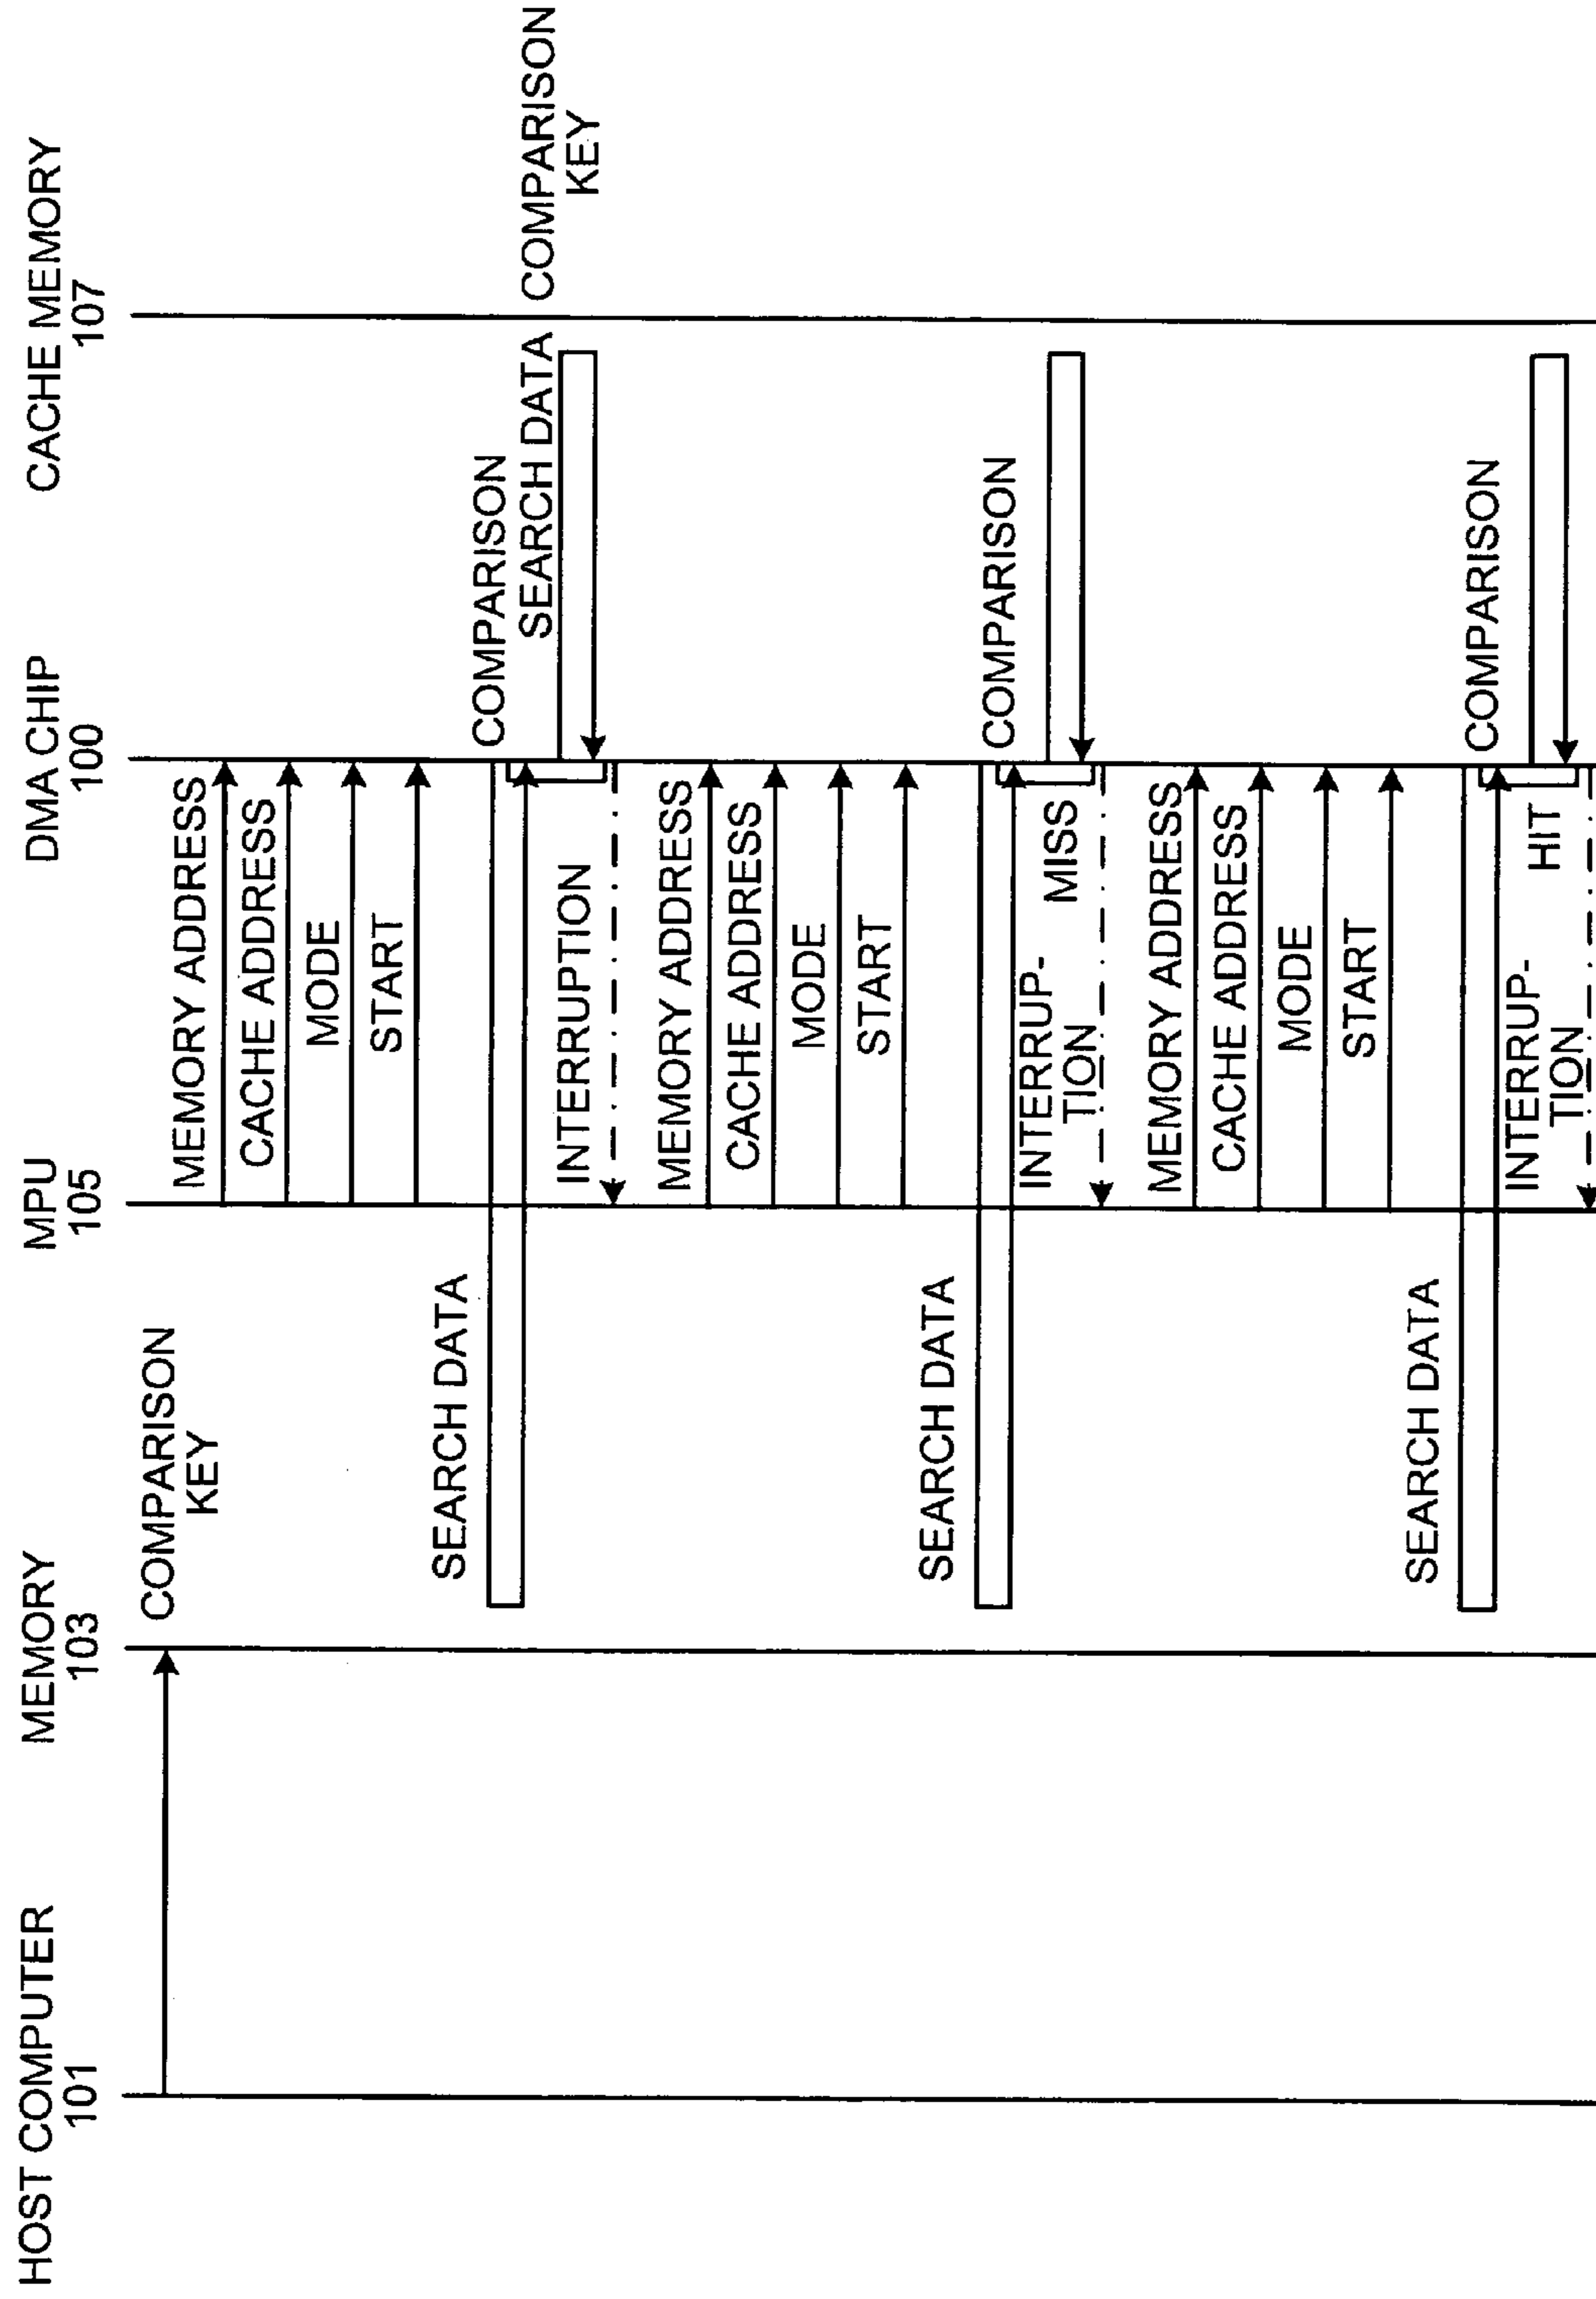 HOST COMPUTER
101
MEMORY
103
MPU
105
DMA CHIP
100
CACHE MEMORY
107
COMPARISON
KEY
MEMORY ADDRESS
CACHE ADDRESS
MODE
START
SEARCH DATA
COMPARISON
SEARCH DATA
COMPARISON
KEY
INTERRUPTION
MEMORY ADDRESS
CACHE ADDRESS
MODE
START
SEARCH DATA
COMPARISON
INTERRUP-
TION
MISS
MEMORY ADDRESS
CACHE ADDRESS
MODE
START
SEARCH DATA
COMPARISON
INTERRUP-
TION
HIT